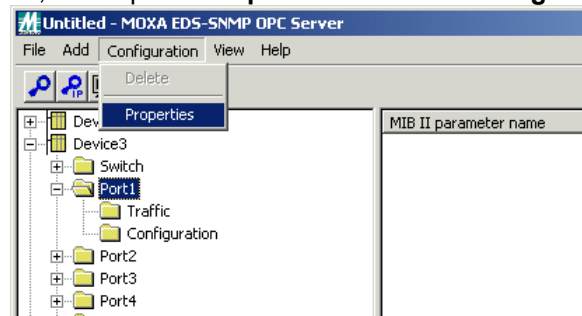 Untitled - MOXA EDS-SNMP OPC Server
File Add Configuration View Help
Delete
Properties
MIB II parameter name
Device3
Switch
Port1
Traffic
Configuration
Port2
Port3
Port4